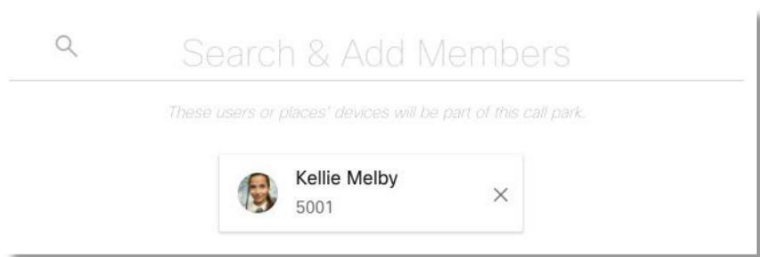 Search & Add Members
These users or places' devices will be part of this call park.
Kellie Melby
5001